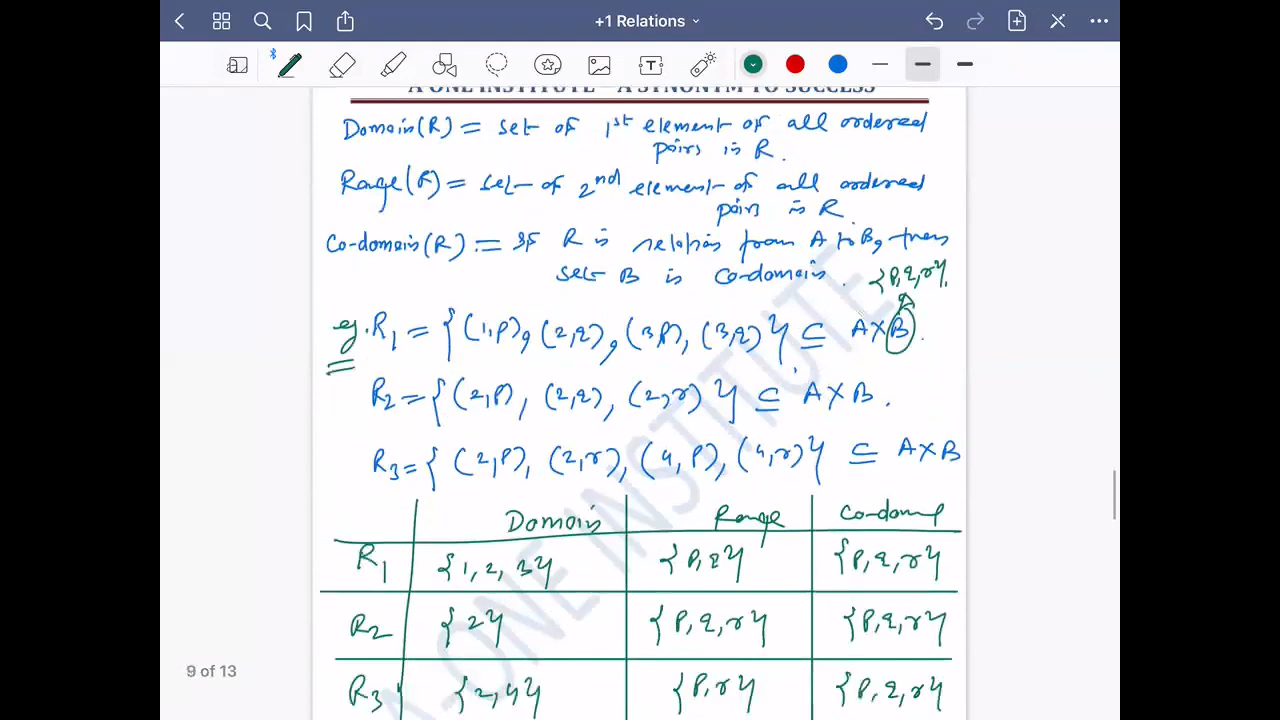 +1 Relations
A ONE INSTITUTE - A SYNONYM TO SUCCESS
Domain(R) = set of 1st element of all ordered
pairs in R.
Range(R) = set of 2nd element of all ordered
pairs in R.
Co-domain(R) := If R is relation from A to B, then
set B is Co-domain.
{p,q,r}.
eg. R1 = {(1,p), (2,q), (3,p), (3,q)} ⊆ A×B.
R2 = {(2,p), (2,q), (2,r)} ⊆ A×B.
R3 = {(2,p), (2,r), (4,p), (4,r)} ⊆ A×B
Domain Range Co-domain
R1 {1, 2, 3} {p,q} {p,q,r}
R2 {2} {p,q,r} {p,q,r}
R3 {2,4} {p,r} {p,q,r}
9 of 13
A-ONE INSTITUTE